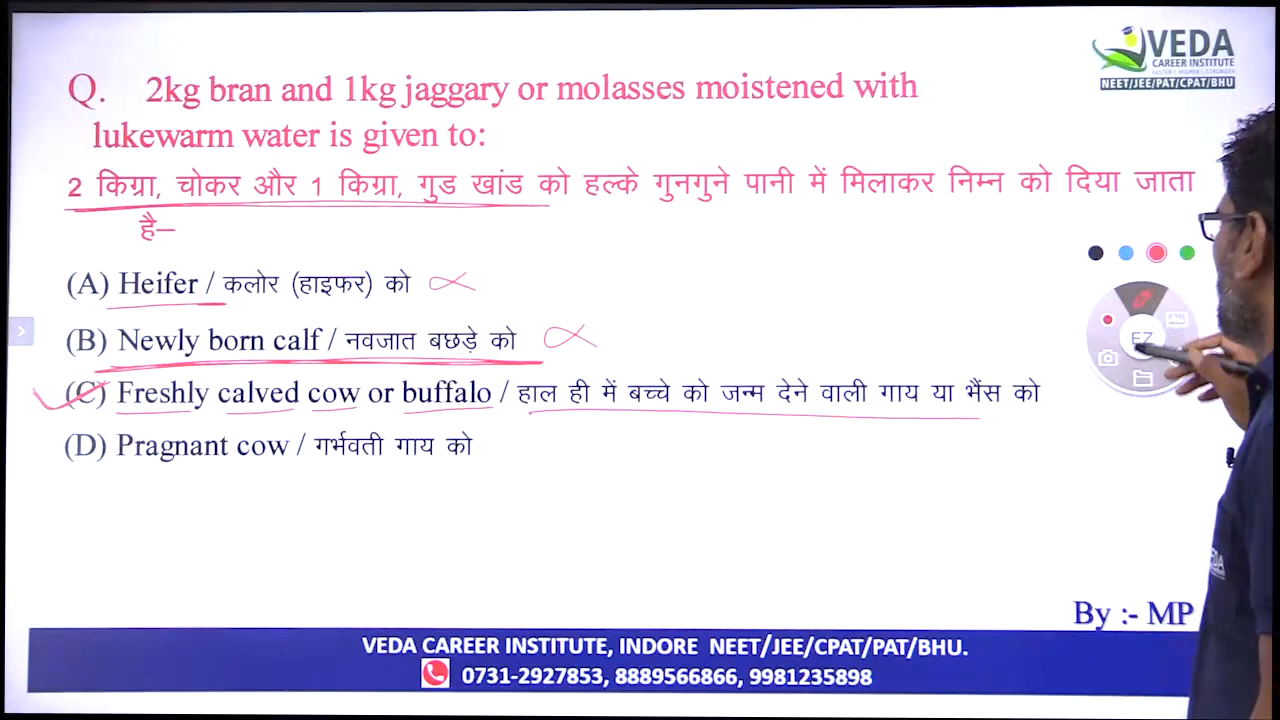 VEDA
CAREER INSTITUTE
FASTER | HIGHER | STRONGER
NEET/JEE/PAT/CPAT/BHU
Q. 2kg bran and 1kg jaggary or molasses moistened with
lukewarm water is given to:
2 किग्रा, चोकर और 1 किग्रा, गुड खांड को हल्के गुनगुने पानी में मिलाकर निम्न को दिया जाता
है–
(A) Heifer / कलोर (हाइफर) को
(B) Newly born calf / नवजात बछड़े को
(C) Freshly calved cow or buffalo / हाल ही में बच्चे को जन्म देने वाली गाय या भैंस को
(D) Pragnant cow / गर्भवती गाय को
By :- MP
VEDA CAREER INSTITUTE, INDORE NEET/JEE/CPAT/PAT/BHU.
0731-2927853, 8889566866, 9981235898